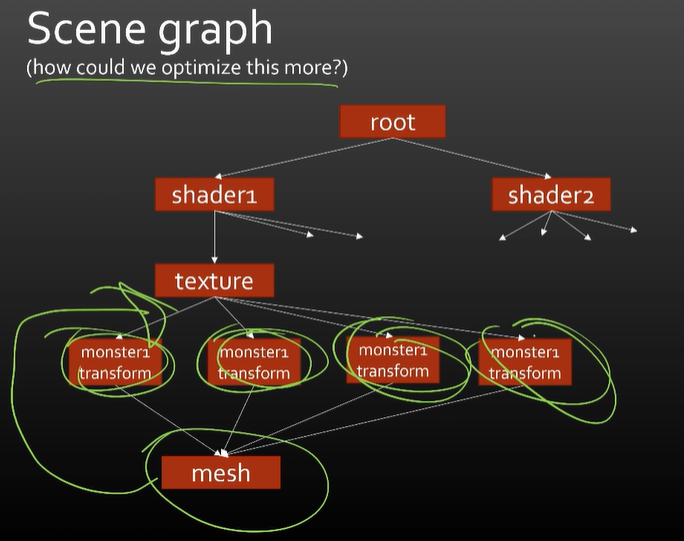 Scene graph
(how could we optimize this more?)
root
shader1
shader2
texture
monster1
transform
monster1
transform
monster1
transform
monster1
transform
mesh